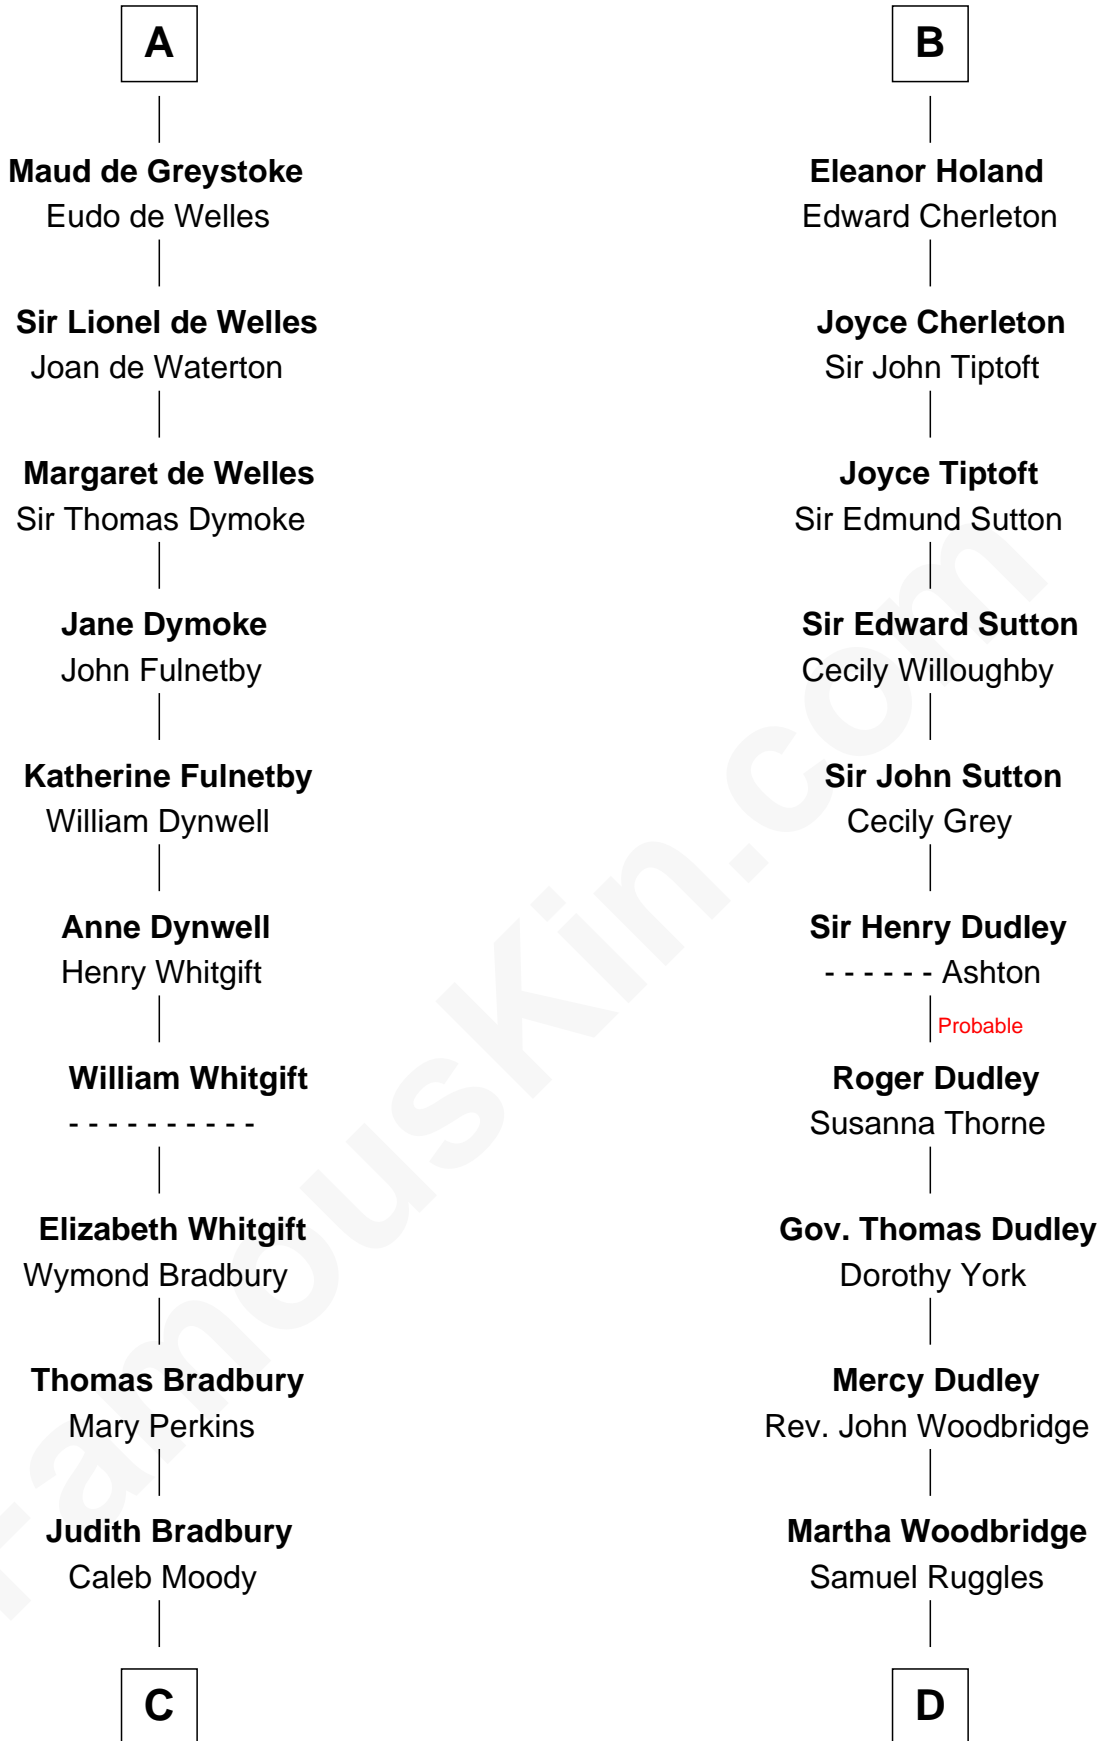 A
Maud de Greystoke
Eudo de Welles
Sir Lionel de Welles
Joan de Waterton
Margaret de Welles
Sir Thomas Dymoke
Jane Dymoke
John Fulnetby
Katherine Fulnetby
William Dynwell
Anne Dynwell
Henry Whitgift
William Whitgift
- - - - - - - - - -
Elizabeth Whitgift
Wymond Bradbury
Thomas Bradbury
Mary Perkins
Judith Bradbury
Caleb Moody
C
B
Eleanor Holand
Edward Cherleton
Joyce Cherleton
Sir John Tiptoft
Joyce Tiptoft
Sir Edmund Sutton
Sir Edward Sutton
Cecily Willoughby
Sir John Sutton
Cecily Grey
Sir Henry Dudley
- - - - - - Ashton
Probable
Roger Dudley
Susanna Thorne
Gov. Thomas Dudley
Dorothy York
Mercy Dudley
Rev. John Woodbridge
Martha Woodbridge
Samuel Ruggles
D
FamousKin.com